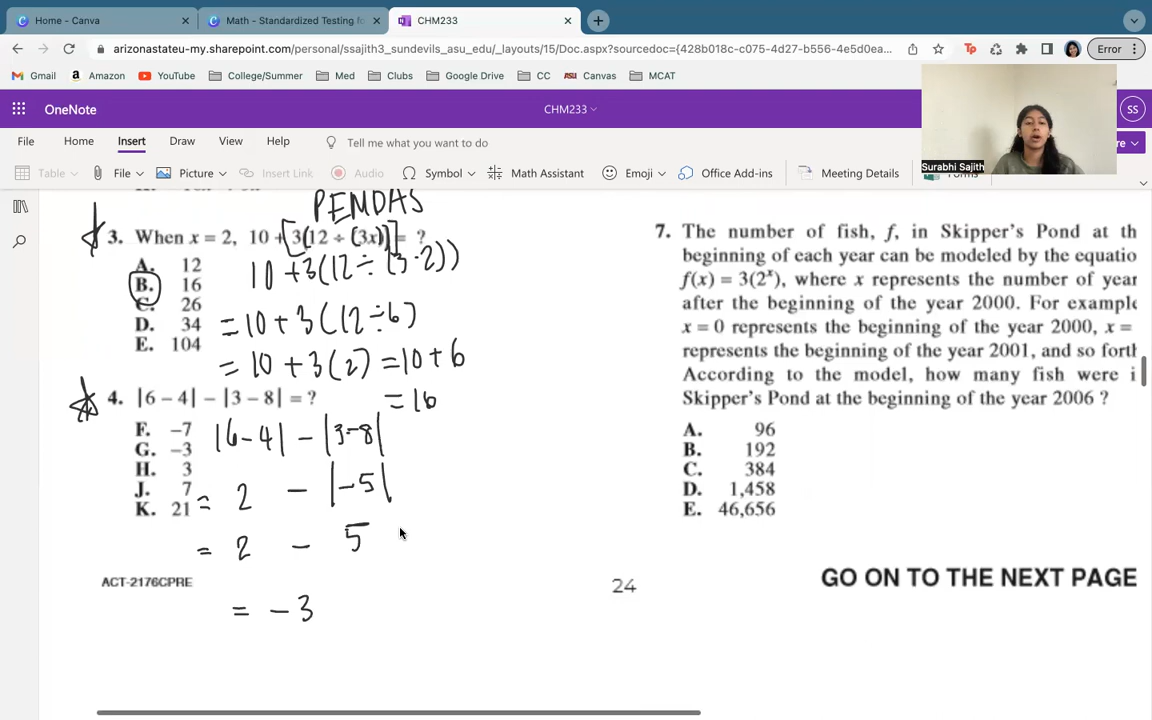 Home - Canva
Math - Standardized Testing fo
CHM233
arizonastateu-my.sharepoint.com/personal/ssajith3_sundevils_asu_edu/_layouts/15/Doc.aspx?sourcedoc={428b018c-c075-4d27-b556-4e5d0ea...
Error
Gmail
Amazon
YouTube
College/Summer
Med
Clubs
Google Drive
CC
ASU Canvas
MCAT
OneNote
CHM233
SS
File Home Insert Draw View Help Tell me what you want to do
Table File Picture Insert Link Audio Symbol Math Assistant Emoji Office Add-ins Meeting Details Forms
Surabhi Sajith
PEMDAS
3. When x = 2, 10 + [3(12 ÷ (3x))] = ?
A. 12
B. 16
C. 26
D. 34
E. 104
10 + 3(12 ÷ (3·2))
= 10 + 3(12 ÷ 6)
= 10 + 3(2) = 10 + 6
= 16
4. |6 – 4| – |3 – 8| = ?
F. –7
G. –3
H. 3
J. 7
K. 21
|6 - 4| - |3 - 8|
= 2 - |-5|
= 2 - 5
= -3
ACT-2176CPRE
7. The number of fish, f, in Skipper's Pond at th
beginning of each year can be modeled by the equatio
f(x) = 3(2ˣ), where x represents the number of year
after the beginning of the year 2000. For example
x = 0 represents the beginning of the year 2000, x =
represents the beginning of the year 2001, and so forth
According to the model, how many fish were i
Skipper's Pond at the beginning of the year 2006 ?
A. 96
B. 192
C. 384
D. 1,458
E. 46,656
24
GO ON TO THE NEXT PAGE